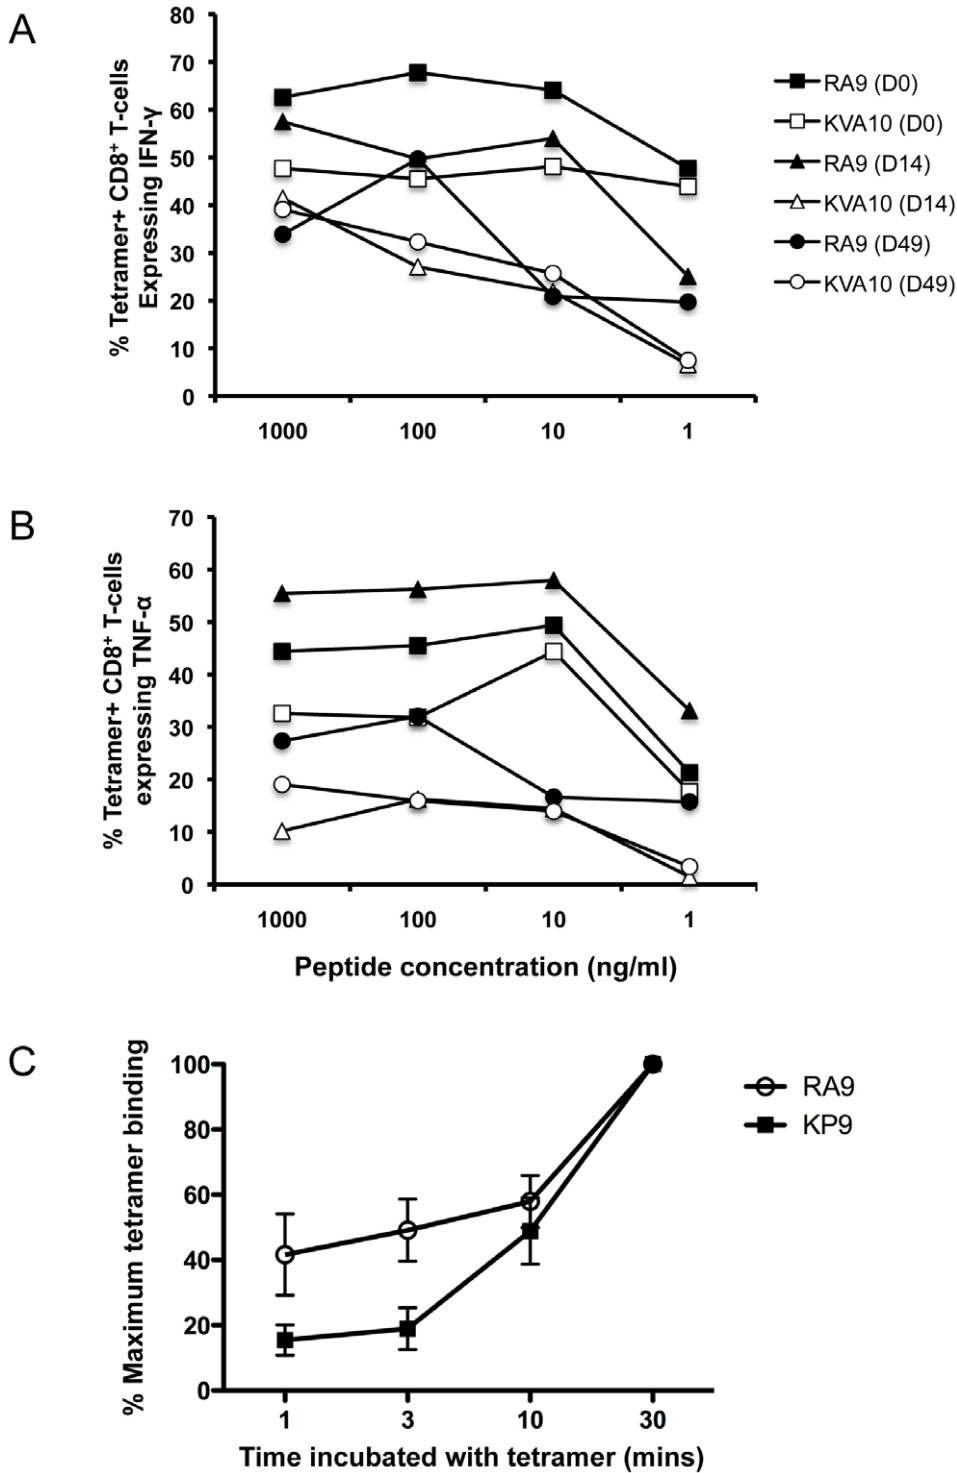 A
% Tetramer+ CD8⁺ T-cells
Expressing IFN-γ
80
70
60
50
40
30
20
10
0
1000 100 10 1
RA9 (D0)
KVA10 (D0)
RA9 (D14)
KVA10 (D14)
RA9 (D49)
KVA10 (D49)
B
% Tetramer+ CD8⁺ T-cells
expressing TNF-α
70
60
50
40
30
20
10
0
1000 100 10 1
Peptide concentration (ng/ml)
C
% Maximum tetramer binding
100
80
60
40
20
0
1 3 10 30
Time incubated with tetramer (mins)
RA9
KP9